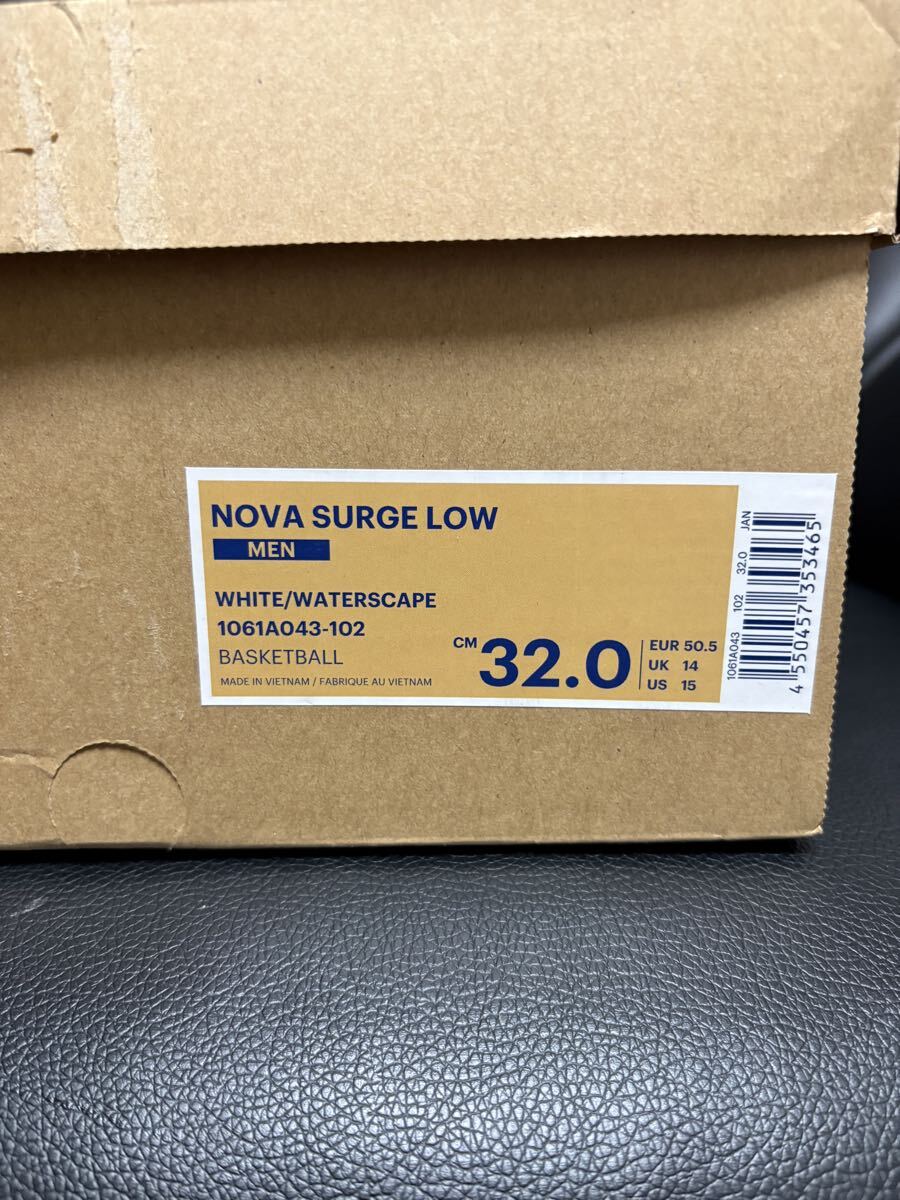 NOVA SURGE LOW
MEN
WHITE/WATERSCAPE
1061A043-102
BASKETBALL
MADE IN VIETNAM / FABRIQUE AU VIETNAM
CM 32.0
EUR 50.5
UK 14
US 15
1061A043 102 32.0 JAN
4 550457 353465